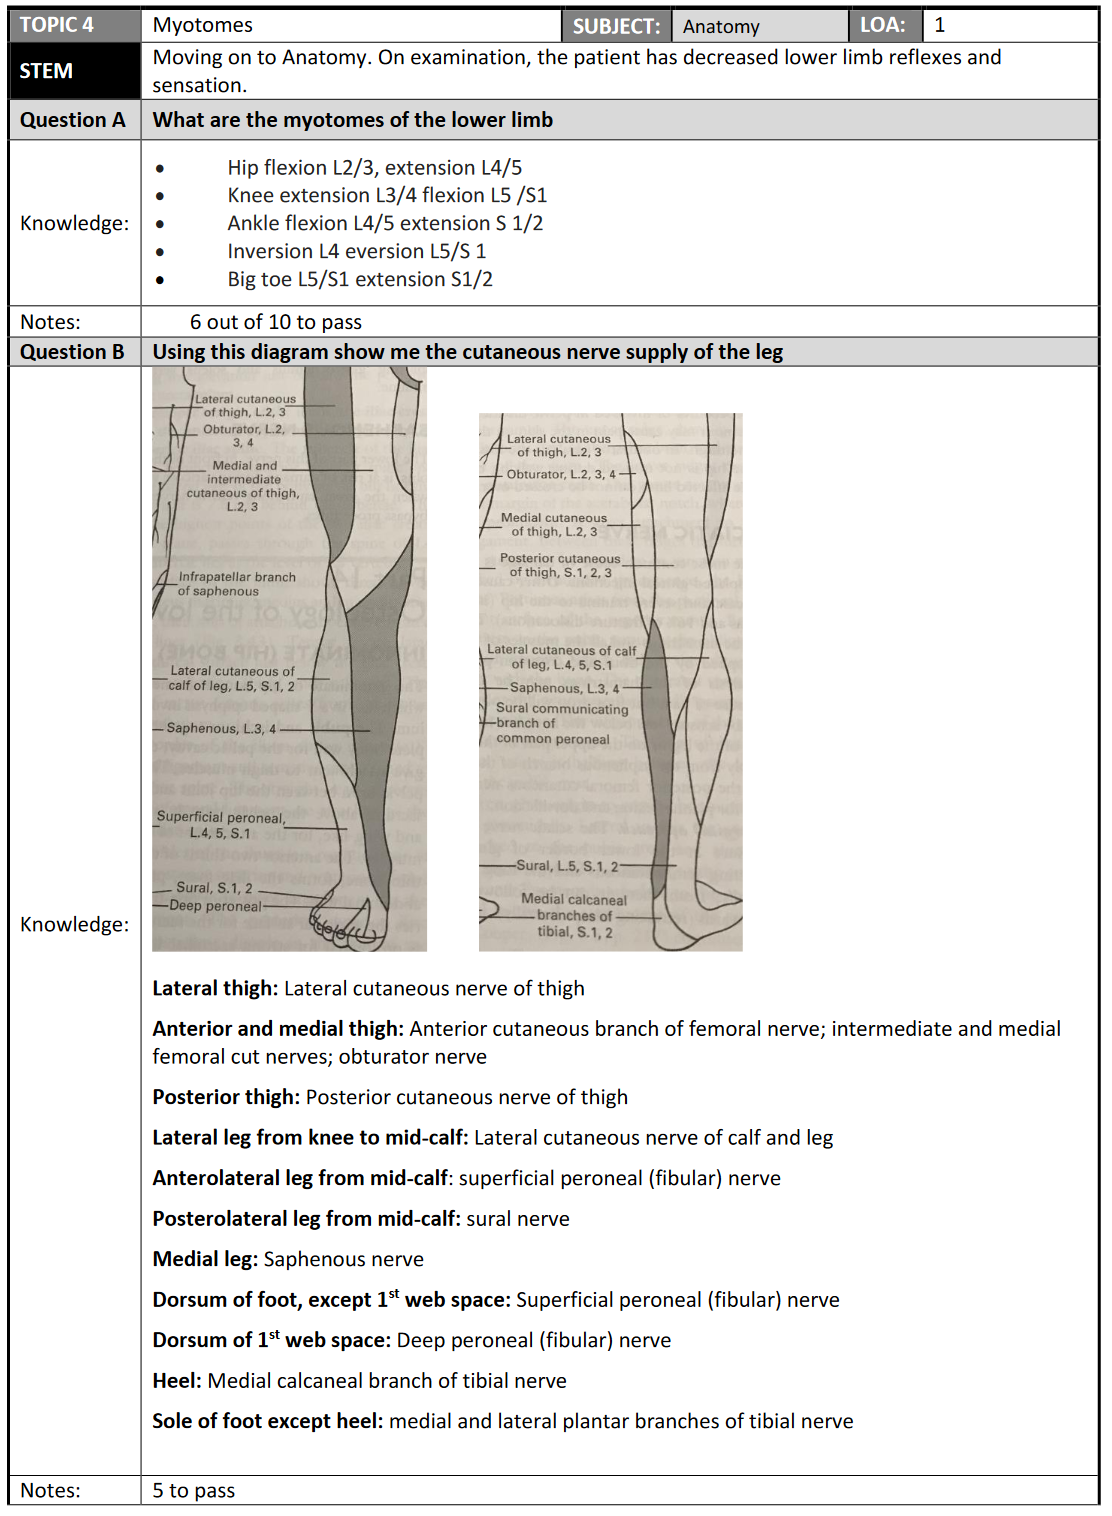 TOPIC 4 Myotomes SUBJECT: Anatomy LOA: 1
STEM
Moving on to Anatomy. On examination, the patient has decreased lower limb reflexes and
sensation.
Question A What are the myotomes of the lower limb
Knowledge:
• Hip flexion L2/3, extension L4/5
• Knee extension L3/4 flexion L5 /S1
• Ankle flexion L4/5 extension S 1/2
• Inversion L4 eversion L5/S 1
• Big toe L5/S1 extension S1/2
Notes: 6 out of 10 to pass
Question B Using this diagram show me the cutaneous nerve supply of the leg
Knowledge:
Lateral cutaneous
of thigh, L.2, 3
Obturator, L.2,
3, 4
Medial and
intermediate
cutaneous of thigh,
L.2, 3
Infrapatellar branch
of saphenous
Lateral cutaneous of
calf of leg, L.5, S.1, 2
Saphenous, L.3, 4
Superficial peroneal,
L.4, 5, S.1
Sural, S.1, 2
Deep peroneal
Lateral cutaneous
of thigh, L.2, 3
Obturator, L.2, 3, 4
Medial cutaneous
of thigh, L.2, 3
Posterior cutaneous
of thigh, S.1, 2, 3
Lateral cutaneous of calf
of leg, L.4, 5, S.1
Saphenous, L.3, 4
Sural communicating
branch of
common peroneal
Sural, L.5, S.1, 2
Medial calcaneal
branches of
tibial, S.1, 2
Lateral thigh: Lateral cutaneous nerve of thigh
Anterior and medial thigh: Anterior cutaneous branch of femoral nerve; intermediate and medial
femoral cut nerves; obturator nerve
Posterior thigh: Posterior cutaneous nerve of thigh
Lateral leg from knee to mid-calf: Lateral cutaneous nerve of calf and leg
Anterolateral leg from mid-calf: superficial peroneal (fibular) nerve
Posterolateral leg from mid-calf: sural nerve
Medial leg: Saphenous nerve
Dorsum of foot, except 1st web space: Superficial peroneal (fibular) nerve
Dorsum of 1st web space: Deep peroneal (fibular) nerve
Heel: Medial calcaneal branch of tibial nerve
Sole of foot except heel: medial and lateral plantar branches of tibial nerve
Notes: 5 to pass